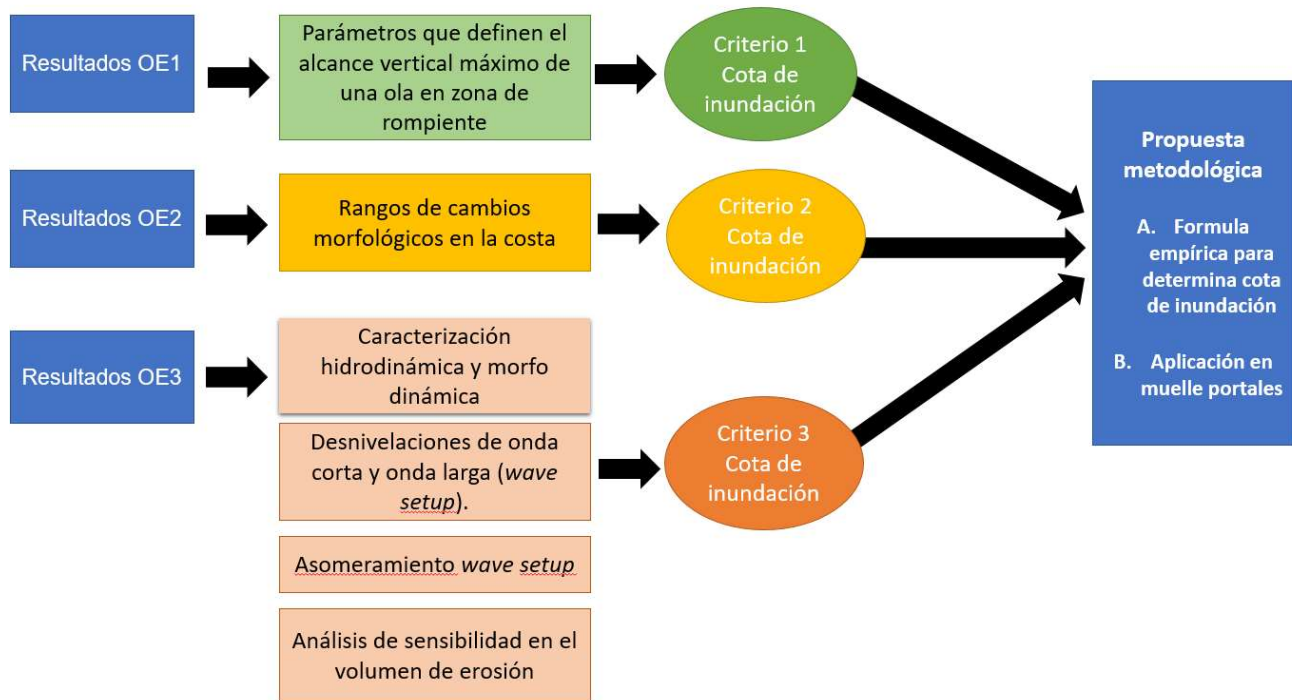 Resultados OE1
Parámetros que definen el
alcance vertical máximo de
una ola en zona de
rompiente
Criterio 1
Cota de
inundación
Resultados OE2
Rangos de cambios
morfológicos en la costa
Criterio 2
Cota de
inundación
Resultados OE3
Caracterización
hidrodinámica y morfo
dinámica
Desnivelaciones de onda
corta y onda larga (wave
setup).
Asomeramiento wave setup
Análisis de sensibilidad en el
volumen de erosión
Criterio 3
Cota de
inundación
Propuesta
metodológica
A. Formula
empírica para
determina cota
de inundación
B. Aplicación en
muelle portales